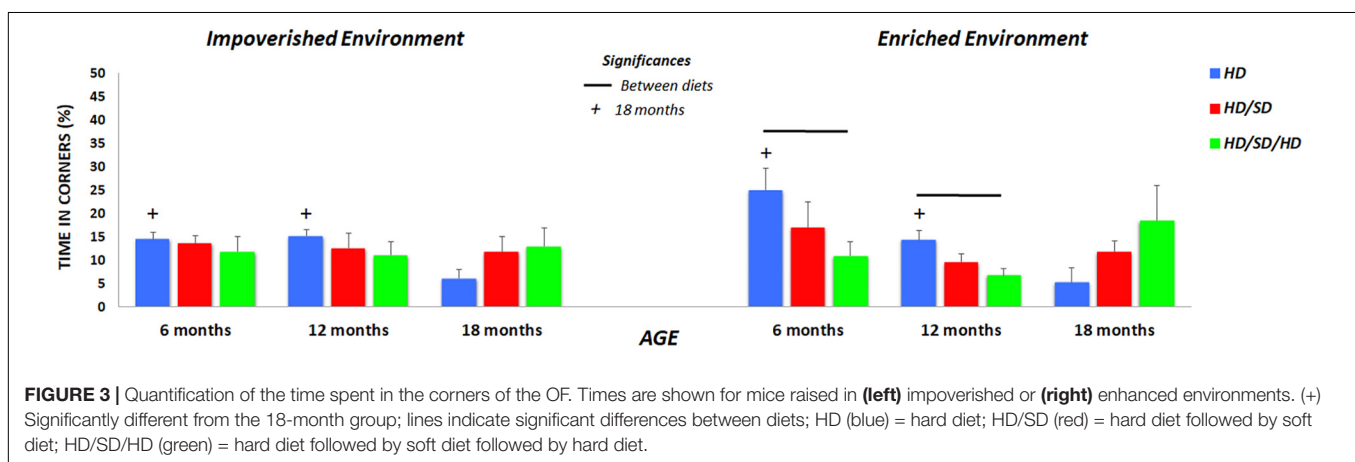 Impoverished Environment
Enriched Environment
Significances
Between diets
+ 18 months
HD
HD/SD
HD/SD/HD
TIME IN CORNERS (%)
50
45
40
35
30
25
20
15
10
5
0
+
+
+
+
6 months
12 months
18 months
AGE
6 months
12 months
18 months
FIGURE 3 | Quantification of the time spent in the corners of the OF. Times are shown for mice raised in (left) impoverished or (right) enhanced environments. (+)
Significantly different from the 18-month group; lines indicate significant differences between diets; HD (blue) = hard diet; HD/SD (red) = hard diet followed by soft
diet; HD/SD/HD (green) = hard diet followed by soft diet followed by hard diet.